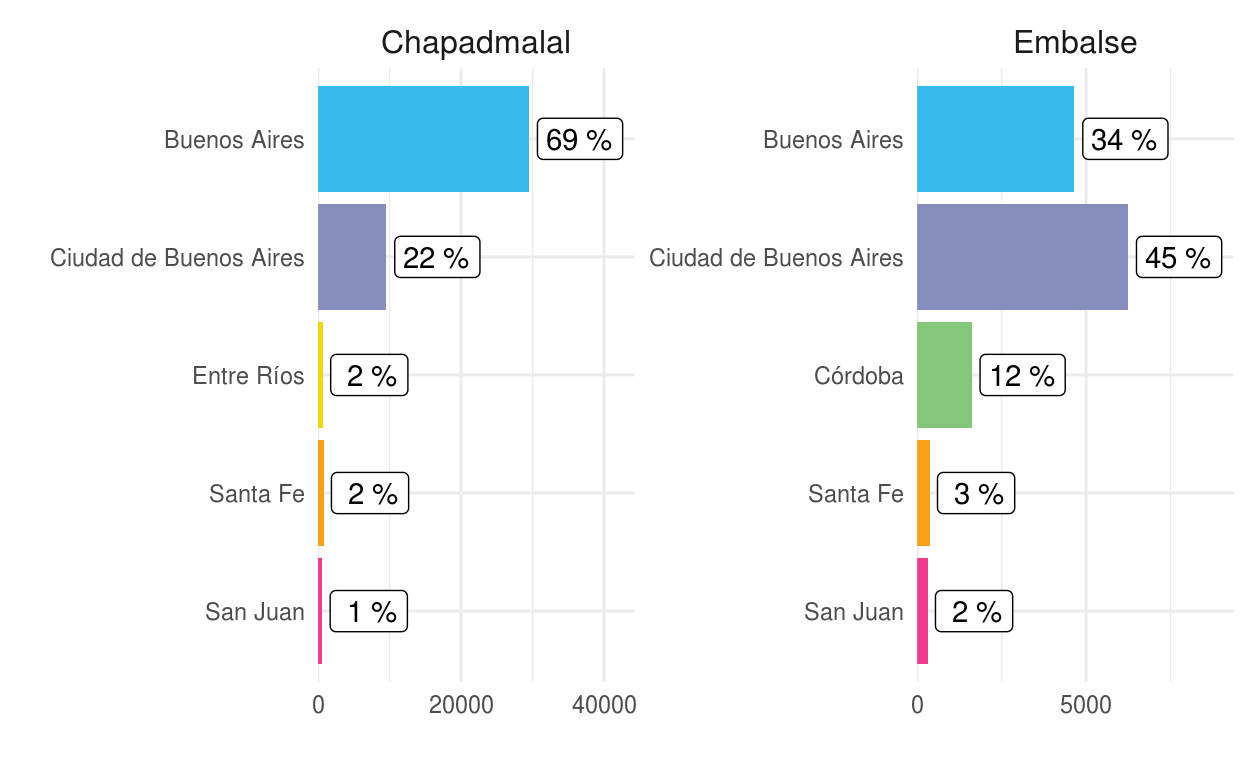 Chapadmalal
Buenos Aires
69 %
Ciudad de Buenos Aires
22 %
Entre Ríos
2 %
Santa Fe
2 %
San Juan
1 %
0 20000 40000
Embalse
Buenos Aires
34 %
Ciudad de Buenos Aires
45 %
Córdoba
12 %
Santa Fe
3 %
San Juan
2 %
0 5000